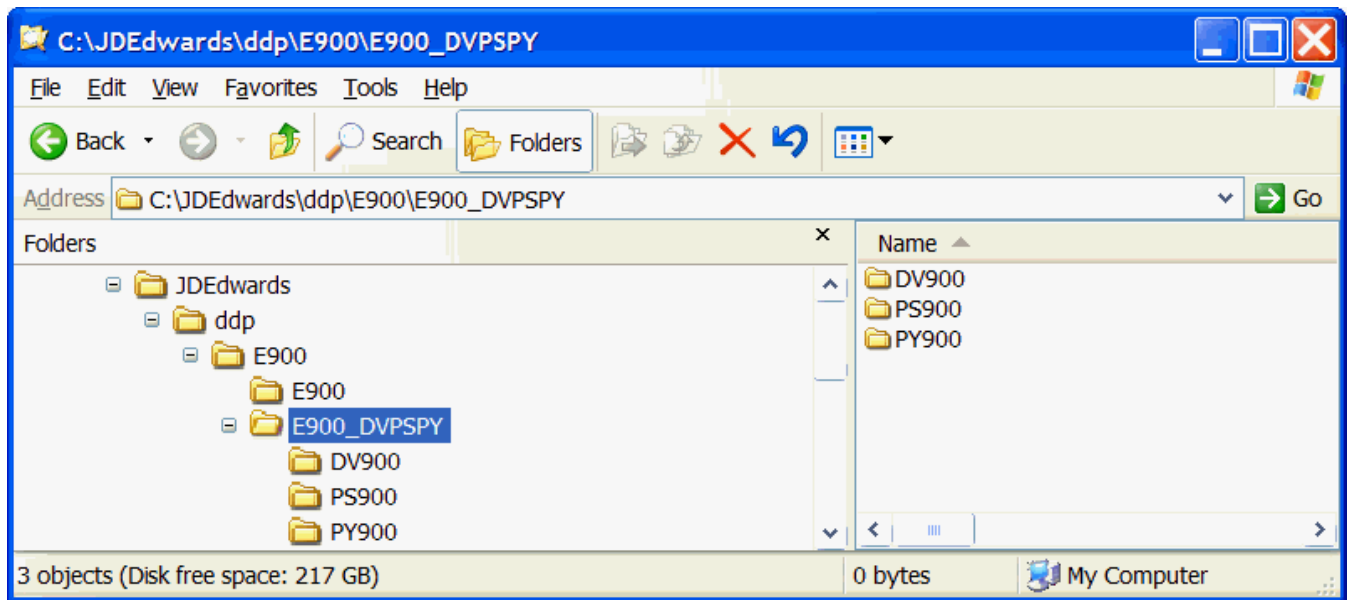 C:\JDEdwards\ddp\E900\E900_DVPSPY
File Edit View Favorites Tools Help
Back Search Folders
Address C:\JDEdwards\ddp\E900\E900_DVPSPY Go
Folders x
Name
JDEdwards
ddp
E900
E900
E900_DVPSPY
DV900
PS900
PY900
DV900
PS900
PY900
3 objects (Disk free space: 217 GB) 0 bytes My Computer